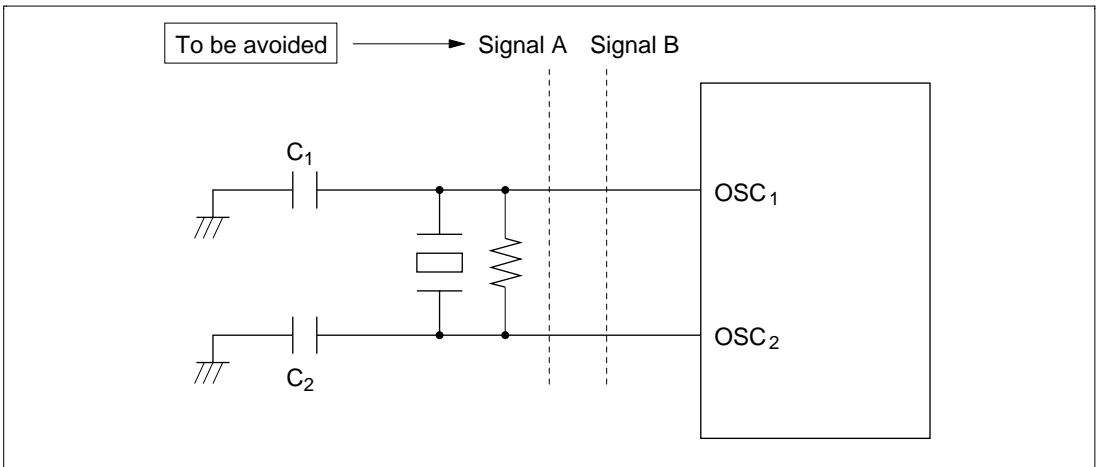 To be avoided Signal A Signal B
C1
OSC1
OSC2
C2